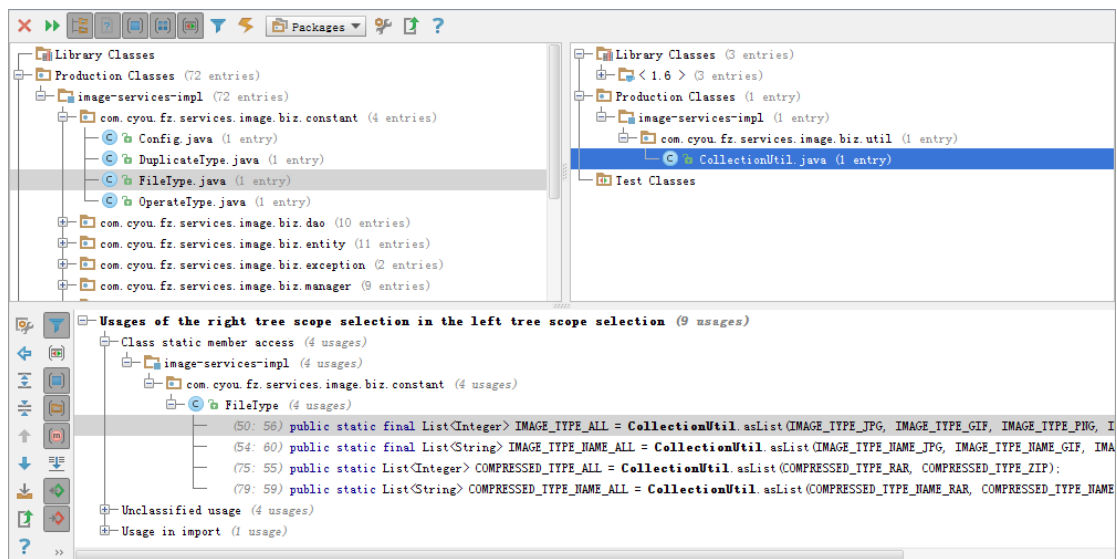 Packages
Library Classes
Production Classes (72 entries)
image-services-impl (72 entries)
com.cyou.fz.services.image.biz.constant (4 entries)
Config.java (1 entry)
DuplicateType.java (1 entry)
FileType.java (1 entry)
OperateType.java (1 entry)
com.cyou.fz.services.image.biz.dao (10 entries)
com.cyou.fz.services.image.biz.entity (11 entries)
com.cyou.fz.services.image.biz.exception (2 entries)
com.cyou.fz.services.image.biz.manager (9 entries)
Library Classes (3 entries)
< 1.6 > (3 entries)
Production Classes (1 entry)
image-services-impl (1 entry)
com.cyou.fz.services.image.biz.util (1 entry)
CollectionUtil.java (1 entry)
Test Classes
Usages of the right tree scope selection in the left tree scope selection (9 usages)
Class static member access (4 usages)
image-services-impl (4 usages)
com.cyou.fz.services.image.biz.constant (4 usages)
FileType (4 usages)
(50: 56) public static final List<Integer> IMAGE_TYPE_ALL = CollectionUtil.asList(IMAGE_TYPE_JPG, IMAGE_TYPE_GIF, IMAGE_TYPE_PNG, I
(54: 60) public static final List<String> IMAGE_TYPE_NAME_ALL = CollectionUtil.asList(IMAGE_TYPE_NAME_JPG, IMAGE_TYPE_NAME_GIF, IMA
(75: 55) public static List<Integer> COMPRESSED_TYPE_ALL = CollectionUtil.asList(COMPRESSED_TYPE_RAR, COMPRESSED_TYPE_ZIP);
(79: 59) public static List<String> COMPRESSED_TYPE_NAME_ALL = CollectionUtil.asList(COMPRESSED_TYPE_NAME_RAR, COMPRESSED_TYPE_NAME
Unclassified usage (4 usages)
Usage in import (1 usage)